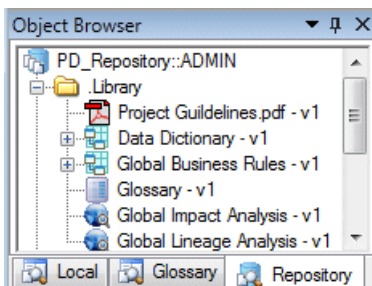 Object Browser
PD_Repository::ADMIN
.Library
Project Guildelines.pdf - v1
Data Dictionary - v1
Global Business Rules - v1
Glossary - v1
Global Impact Analysis - v1
Global Lineage Analysis - v1
Local Glossary Repository